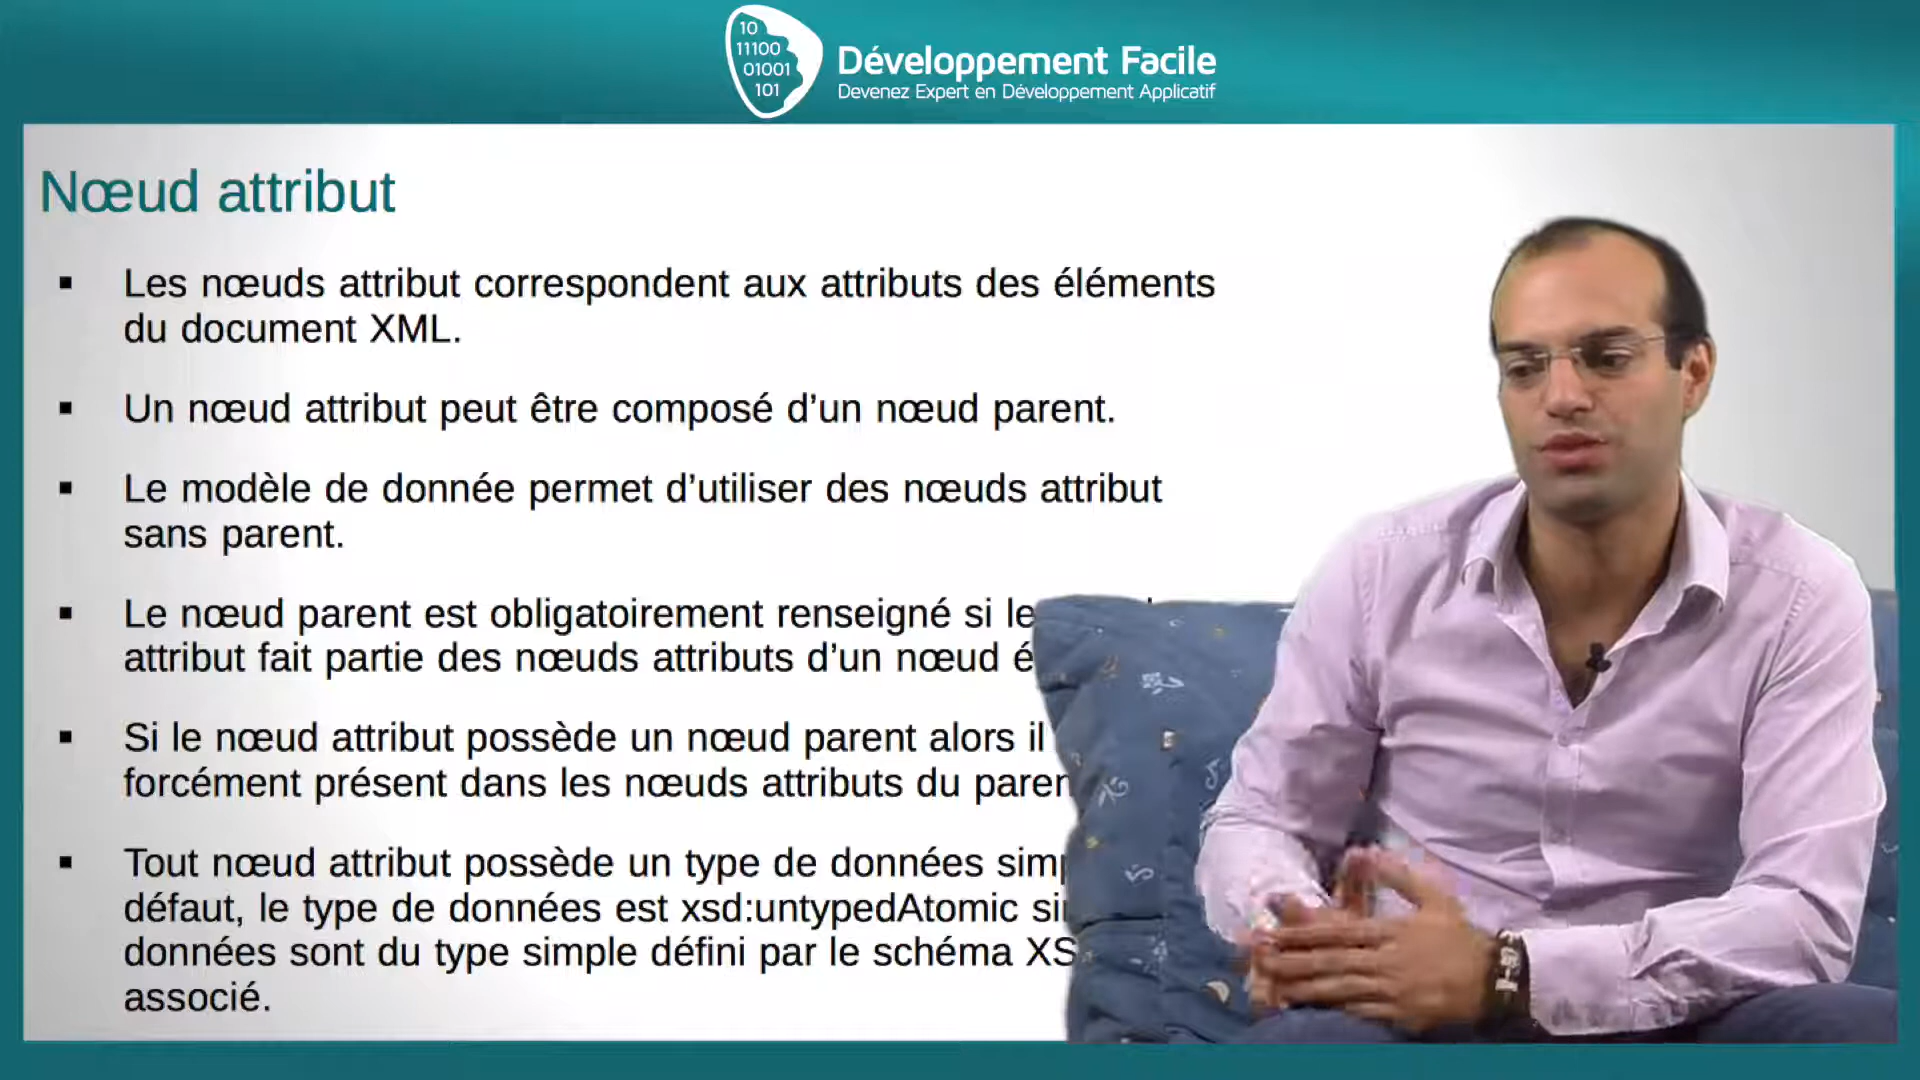 10
11100
01001
101
Développement Facile
Devenez Expert en Développement Applicatif
Nœud attribut
▪ Les nœuds attribut correspondent aux attributs des éléments
du document XML.
▪ Un nœud attribut peut être composé d’un nœud parent.
▪ Le modèle de donnée permet d’utiliser des nœuds attribut
sans parent.
▪ Le nœud parent est obligatoirement renseigné si le
attribut fait partie des nœuds attributs d’un nœud
▪ Si le nœud attribut possède un nœud parent alors il
forcément présent dans les nœuds attributs du
▪ Tout nœud attribut possède un type de données
défaut, le type de données est xsd:untypedAtomic
données sont du type simple défini par le schéma
associé.